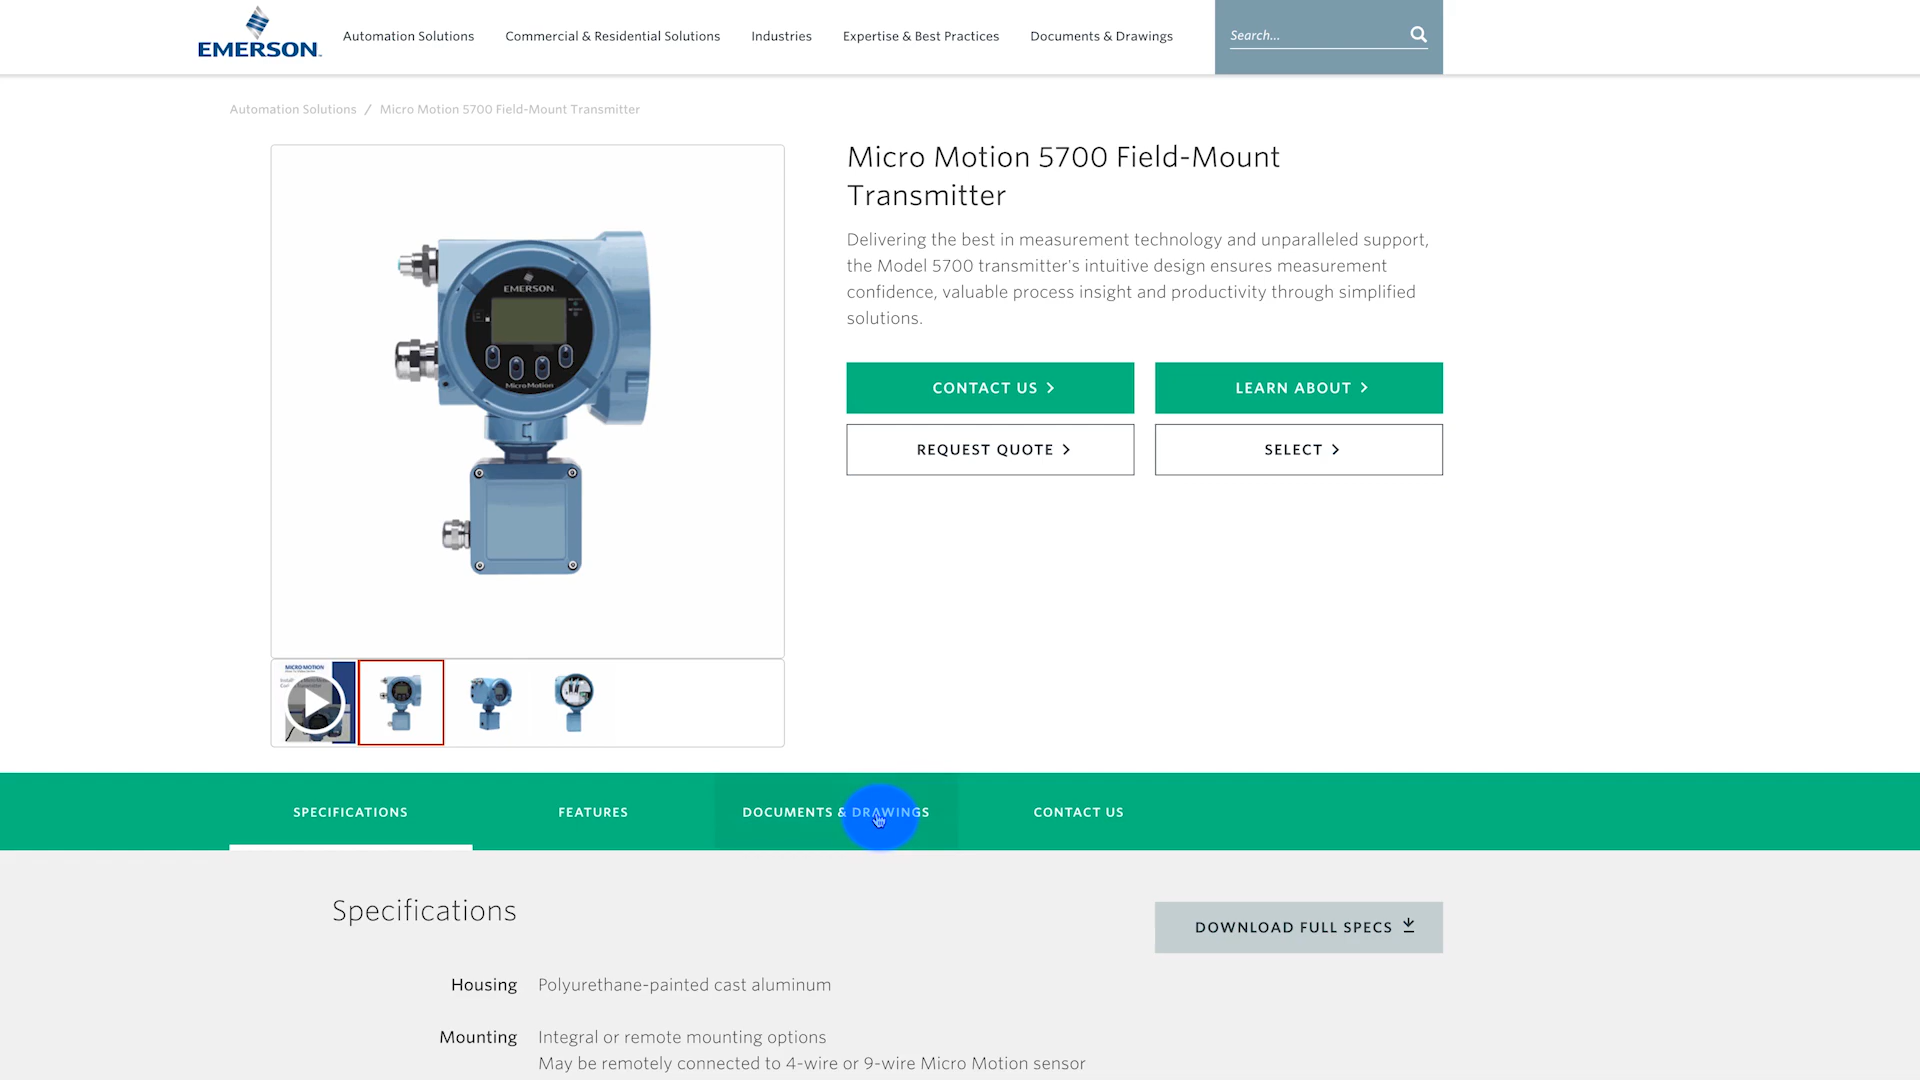 EMERSON
Automation Solutions
Commercial & Residential Solutions
Industries
Expertise & Best Practices
Documents & Drawings
Search...
Automation Solutions / Micro Motion 5700 Field-Mount Transmitter
EMERSON
Micro Motion
Micro Motion 5700 Field-Mount
Transmitter
Delivering the best in measurement technology and unparalleled support,
the Model 5700 transmitter's intuitive design ensures measurement
confidence, valuable process insight and productivity through simplified
solutions.
CONTACT US
LEARN ABOUT
REQUEST QUOTE
SELECT
MICRO MOTION
SPECIFICATIONS
FEATURES
DOCUMENTS & DRAWINGS
CONTACT US
Specifications
DOWNLOAD FULL SPECS
Housing
Polyurethane-painted cast aluminum
Mounting
Integral or remote mounting options
May be remotely connected to 4-wire or 9-wire Micro Motion sensor